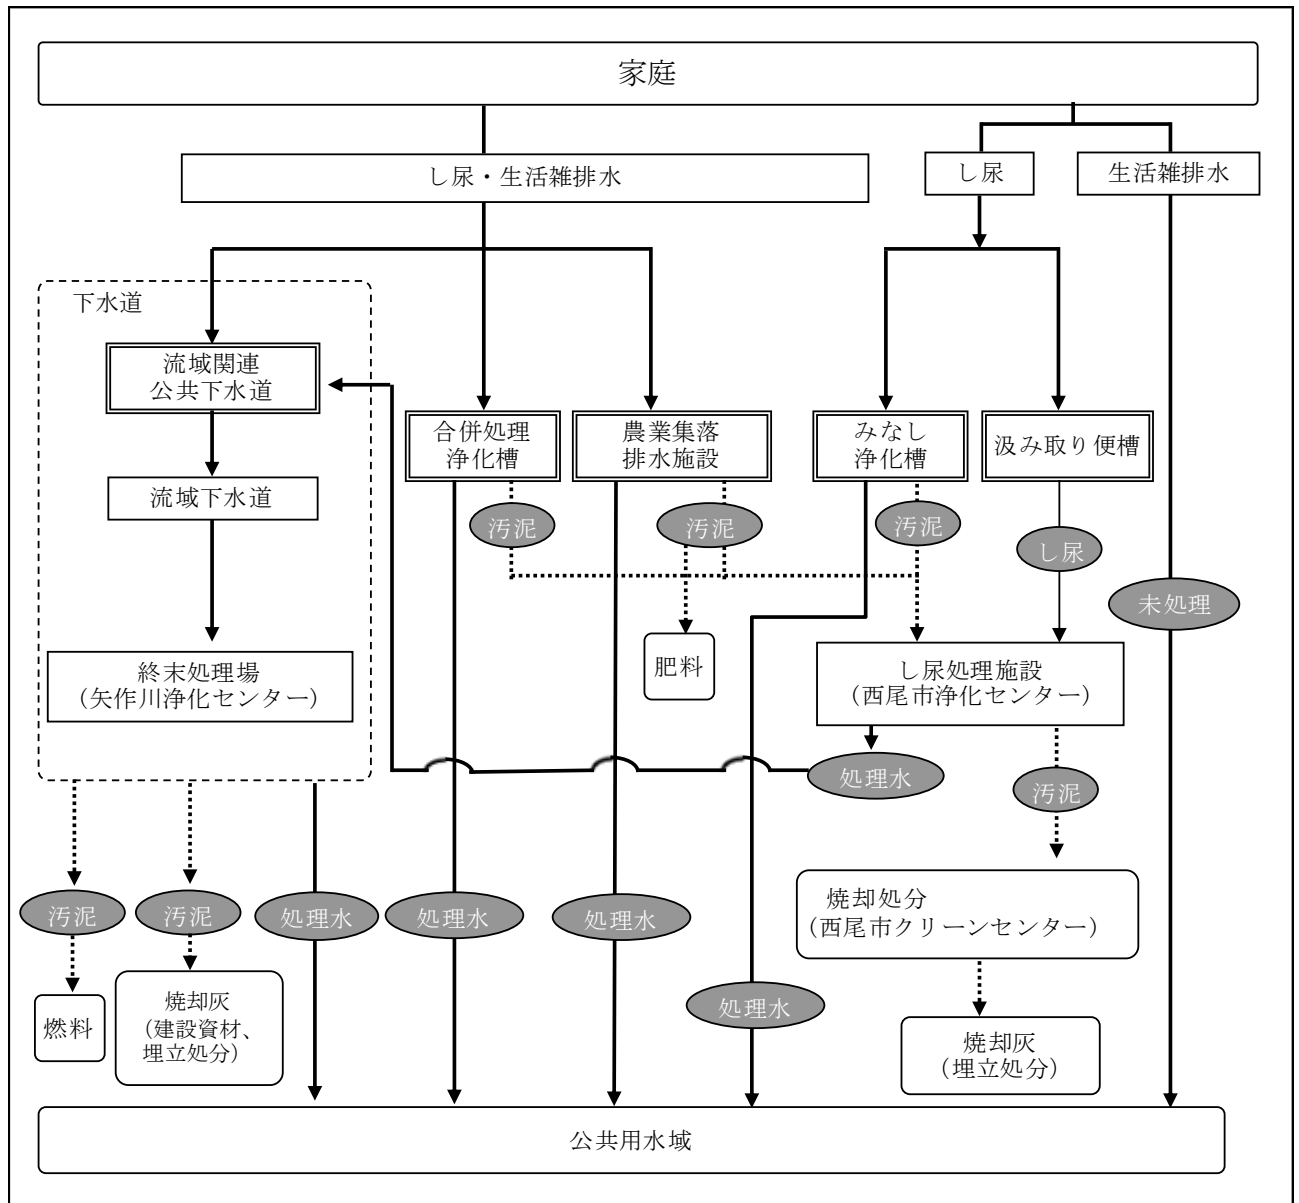 家庭
し尿・生活雑排水
し尿
生活雑排水
下水道
流域関連
公共下水道
合併処理
浄化槽
農業集落
排水施設
みなし
浄化槽
汲み取り便槽
流域下水道
汚泥
汚泥
汚泥
し尿
未処理
終末処理場
（矢作川浄化センター）
肥料
し尿処理施設
（西尾市浄化センター）
処理水
汚泥
汚泥
汚泥
処理水
処理水
処理水
焼却処分
（西尾市クリーンセンター）
処理水
燃料
焼却灰
（建設資材、
埋立処分）
焼却灰
（埋立処分）
公共用水域